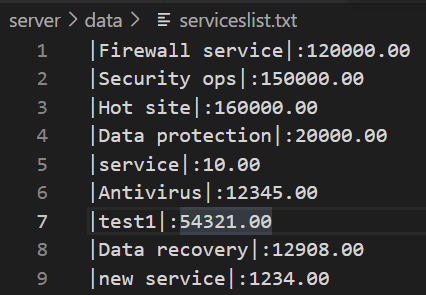 server > data > serviceslist.txt
1 |Firewall service|:120000.00
2 |Security ops|:150000.00
3 |Hot site|:160000.00
4 |Data protection|:20000.00
5 |service|:10.00
6 |Antivirus|:12345.00
7 |test1|:54321.00
8 |Data recovery|:12908.00
9 |new service|:1234.00